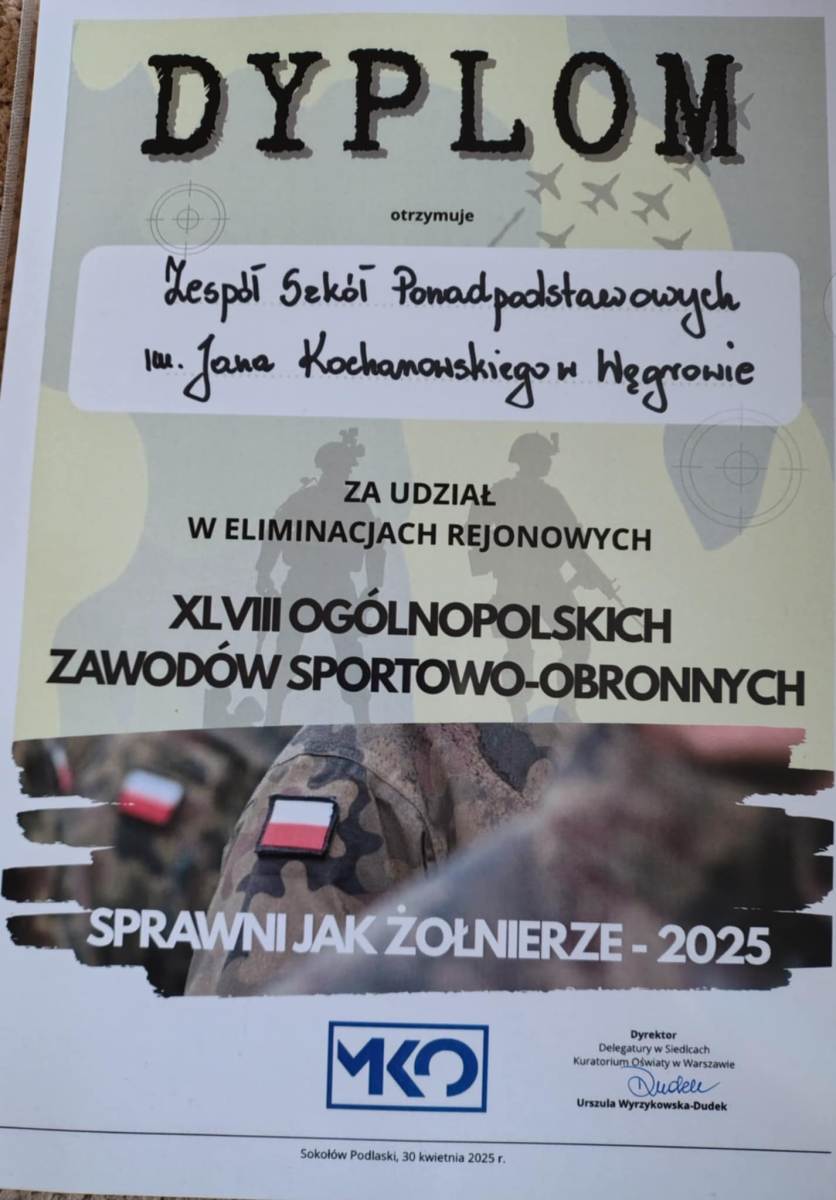 DYPLOM
otrzymuje
Zespół Szkół Ponadpodstawowych
im. Jana Kochanowskiego w Węgrowie
ZA UDZIAŁ
W ELIMINACJACH REJONOWYCH
XLVIII OGÓLNOPOLSKICH
ZAWODÓW SPORTOWO-OBRONNYCH
SPRAWNI JAK ŻOŁNIERZE - 2025
MKO
Dyrektor
Delegatury w Siedlcach
Kuratorium Oświaty w Warszawie
Dudek
Urszula Wyrzykowska-Dudek
Sokołów Podlaski, 30 kwietnia 2025 r.